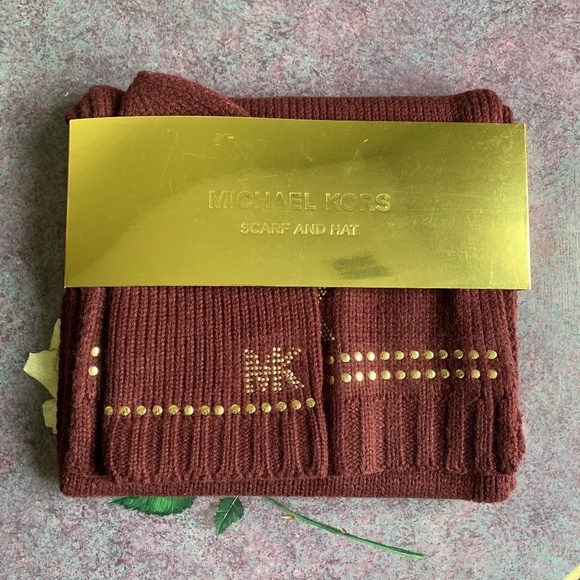 MICHAEL KORS
SCARF AND HAT
MK